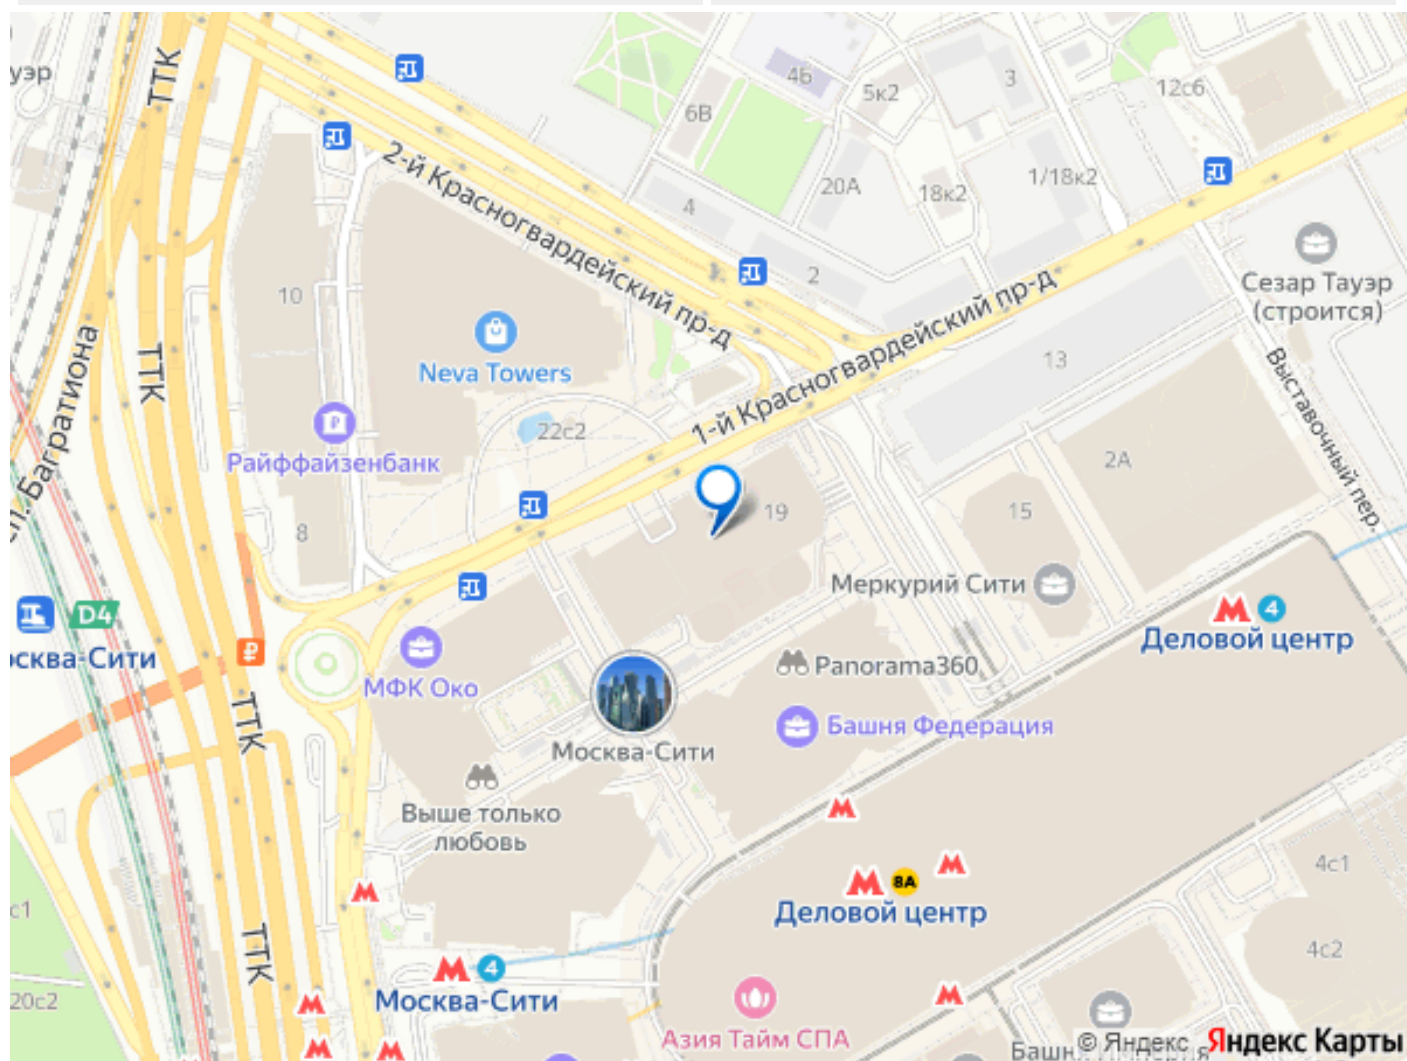 уэр
ТТК
4Б
5к2
3
12с6
6В
2-й Красногвардейский пр-д
20А
18к2
1/18к2
4
2
10
Сезар Тауэр
(строится)
Neva Towers
ТТК
1-й Красногвардейский пр-д
13
Выставочный пер.
Багратиона
22с2
Райффайзенбанк
2А
19
15
8
Меркурий Сити
D4
4
Деловой центр
сква-Сити
МФК Око
Panorama360
ТТК
Башня Федерация
Москва-Сити
Выше только
любовь
4с1
8А
Деловой центр
с1
ТТК
4с2
4
Москва-Сити
20с2
Азия Тайм СПА
© Яндекс Яндекс Карты